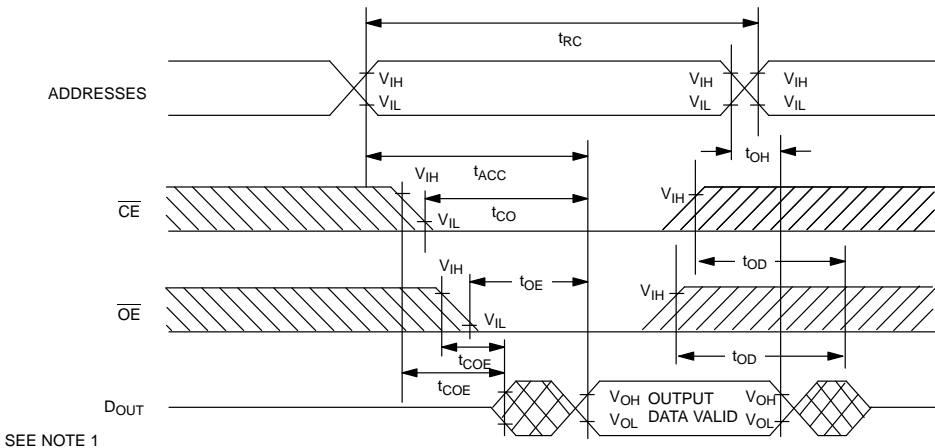 tRC
ADDRESSES
VIH
VIL
VIH
VIL
VIH
VIL
tOH
tACC
CE
VIH
tCO
VIL
VIH
tOD
OE
VIH
tOE
VIL
VIH
tOD
tCOE
tCOE
DOUT
VOH OUTPUT VOH
VOL DATA VALID VOL
SEE NOTE 1